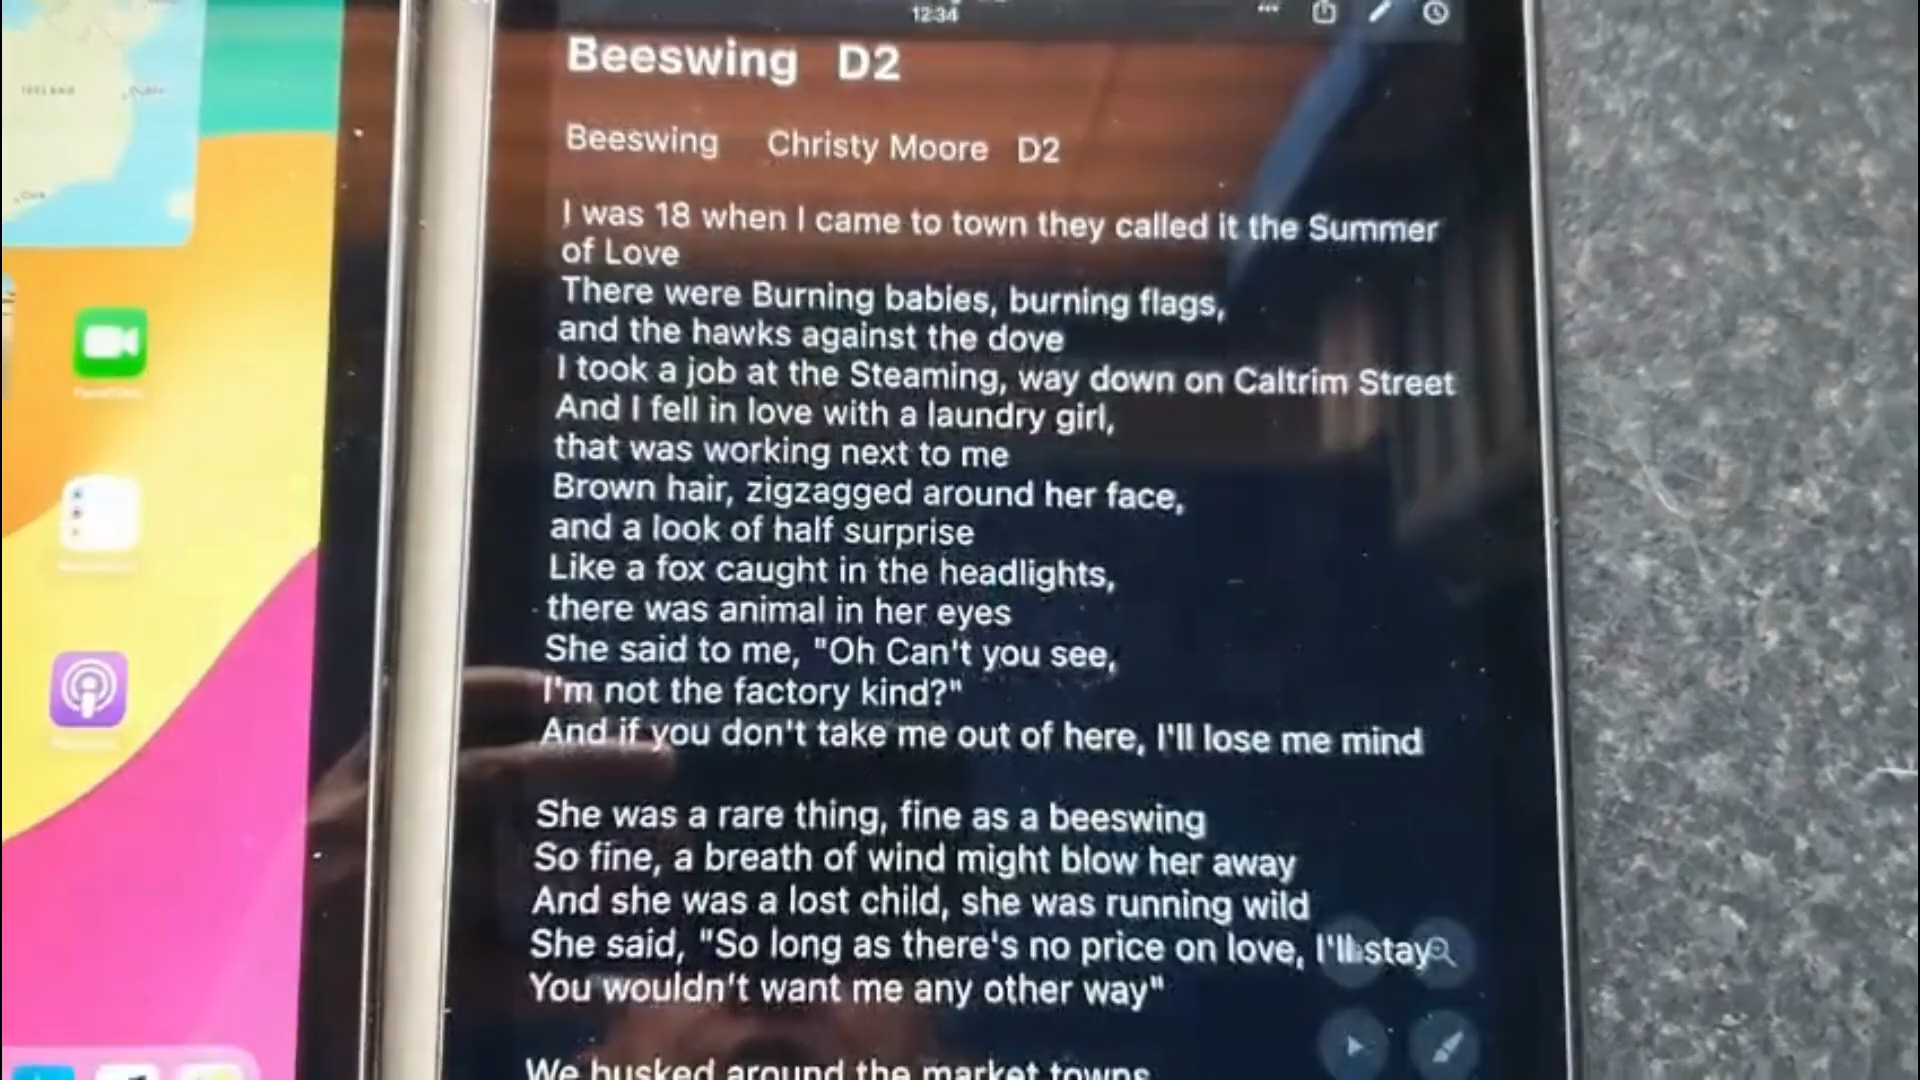 12:34
Beeswing D2
Beeswing Christy Moore D2
I was 18 when I came to town they called it the Summer
of Love
There were Burning babies, burning flags,
and the hawks against the dove
I took a job at the Steaming, way down on Caltrim Street
And I fell in love with a laundry girl,
that was working next to me
Brown hair, zigzagged around her face,
and a look of half surprise
Like a fox caught in the headlights,
there was animal in her eyes
She said to me, "Oh Can't you see,
I'm not the factory kind?"
And if you don't take me out of here, I'll lose me mind
She was a rare thing, fine as a beeswing
So fine, a breath of wind might blow her away
And she was a lost child, she was running wild
She said, "So long as there's no price on love, I'll stay
You wouldn't want me any other way"
We busked around the market towns